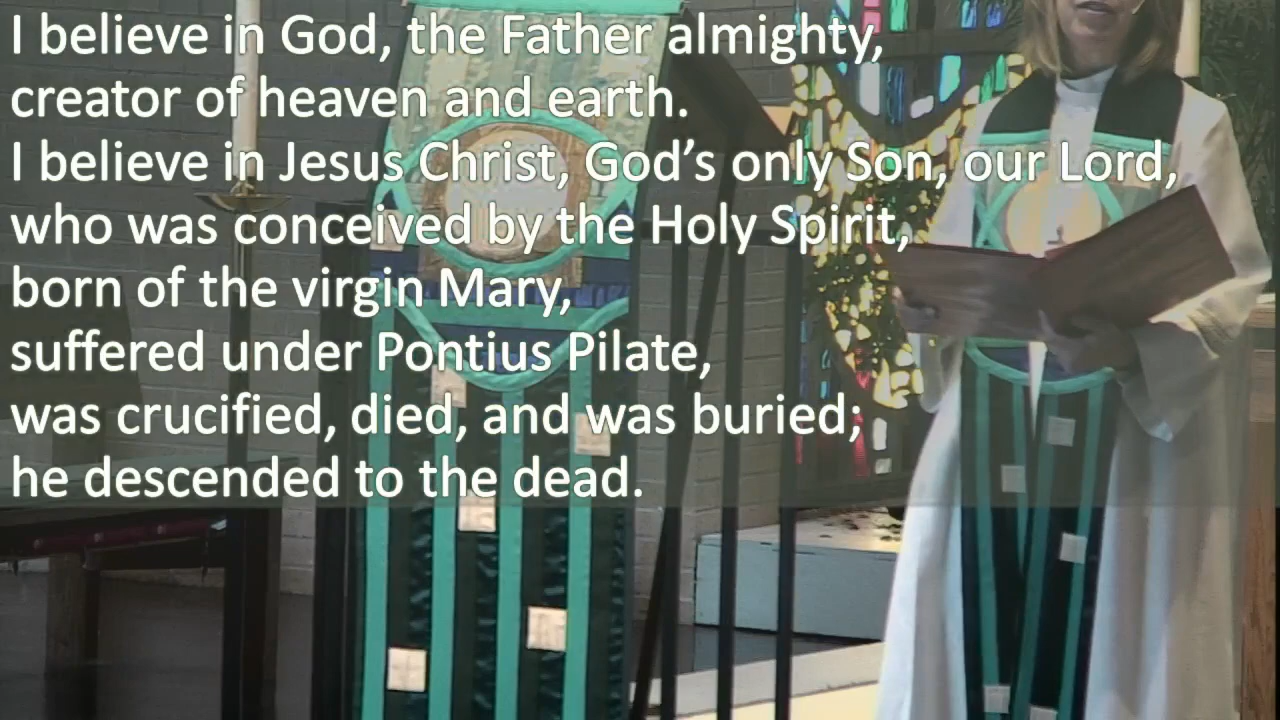 I believe in God, the Father almighty,
creator of heaven and earth.
I believe in Jesus Christ, God’s only Son, our Lord,
who was conceived by the Holy Spirit,
born of the virgin Mary,
suffered under Pontius Pilate,
was crucified, died, and was buried;
he descended to the dead.